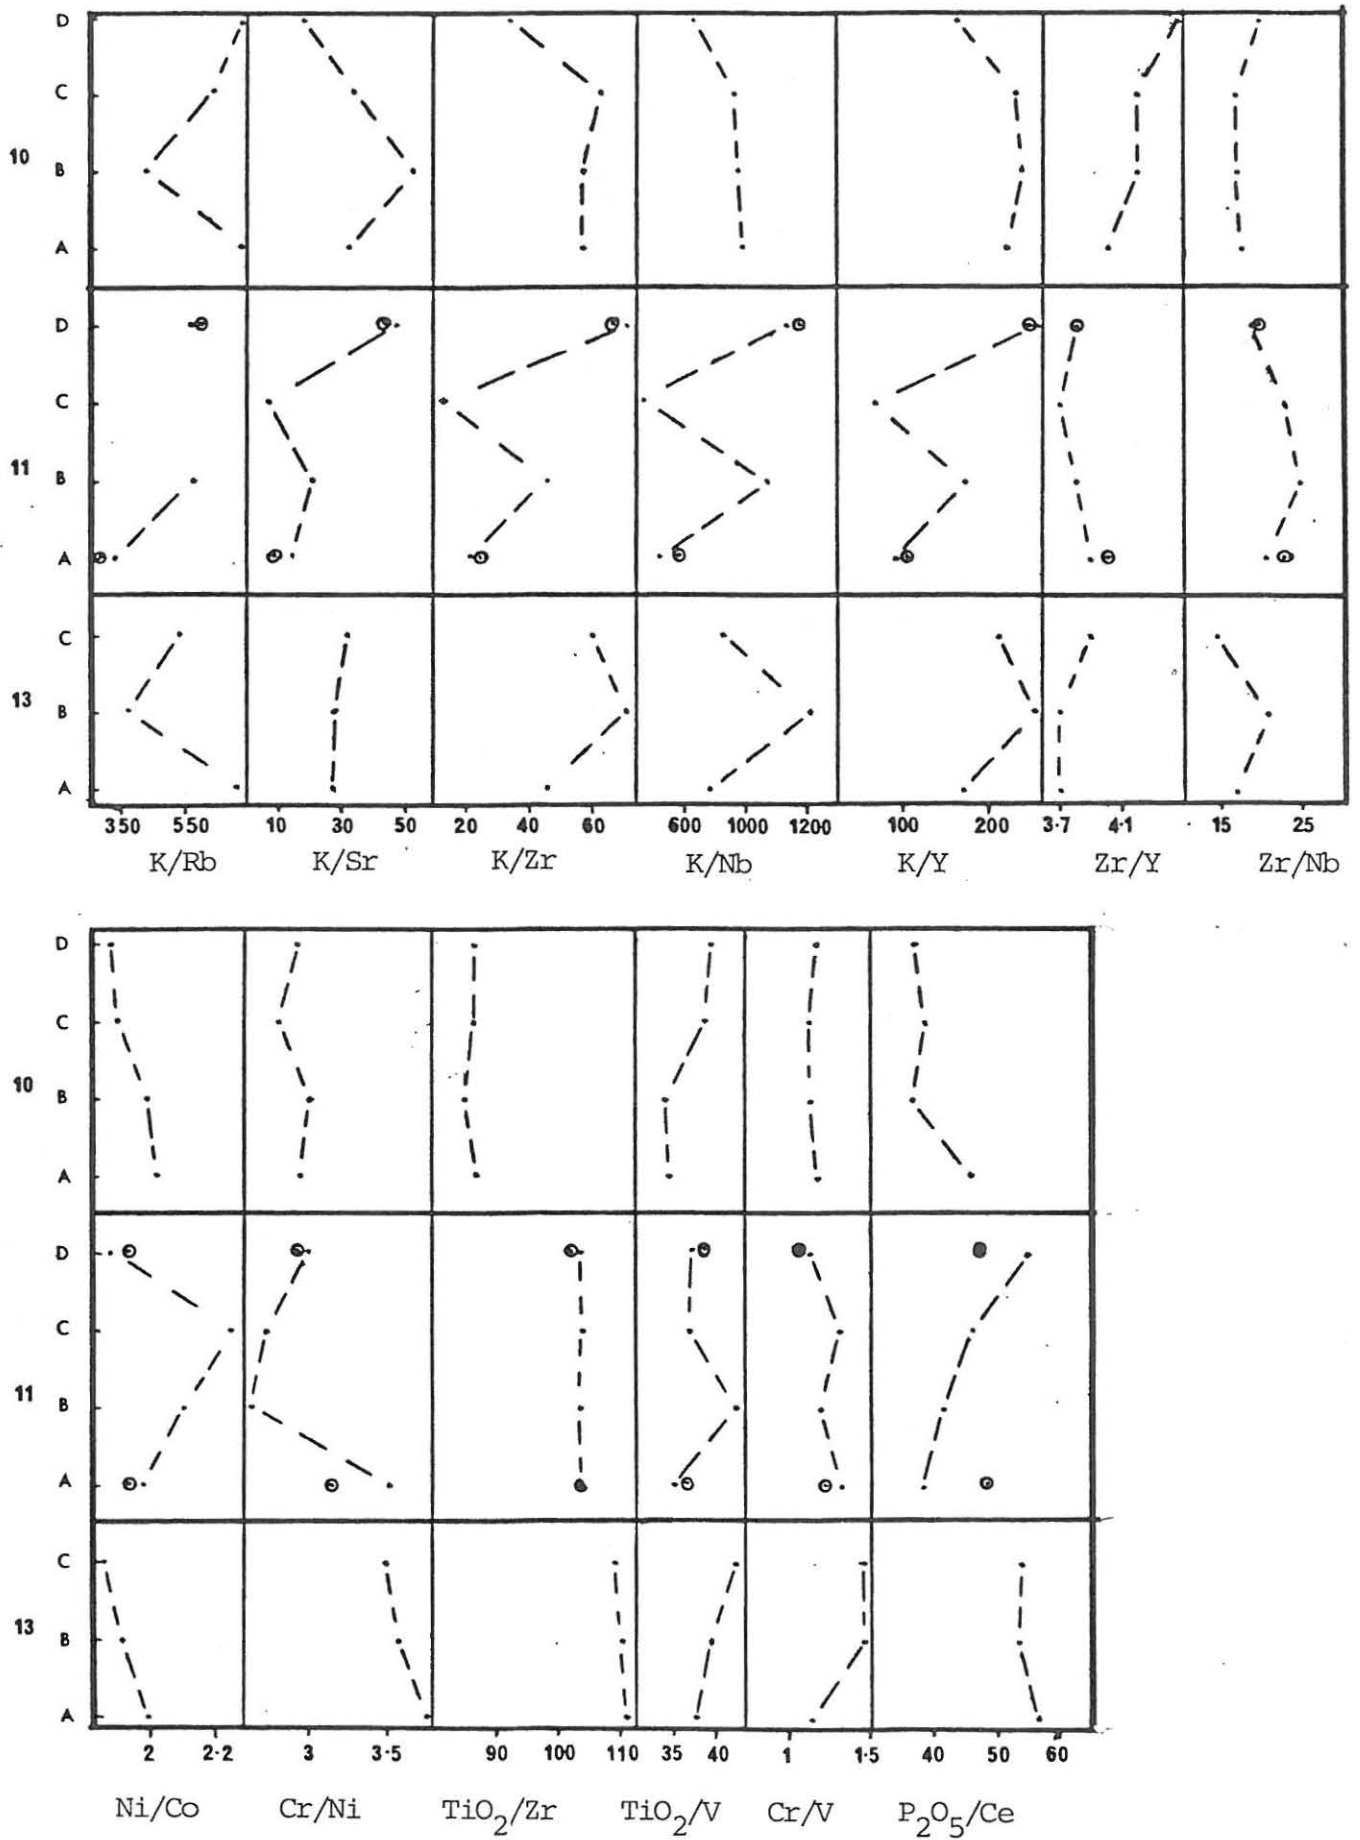 D
C
10 B
A
D
C
11 B
A
C
13 B
A
350 550 10 30 50 20 40 60 600 1000 1200 100 200 3·7 4·1 15 25
K/Rb K/Sr K/Zr K/Nb K/Y Zr/Y Zr/Nb
D
C
10 B
A
D
C
11 B
A
C
13 B
A
2 2·2 3 3·5 90 100 110 35 40 1 1·5 40 50 60
Ni/Co Cr/Ni TiO2/Zr TiO2/V Cr/V P2O5/Ce